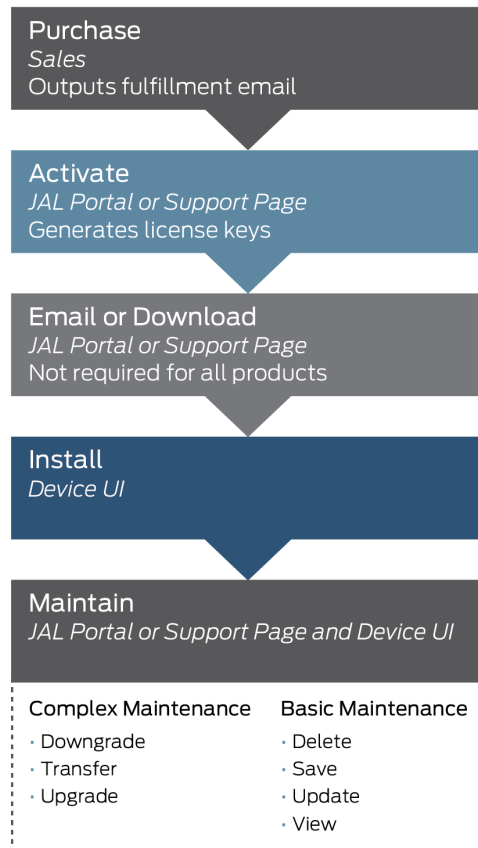 Purchase
Sales
Outputs fulfillment email
Activate
JAL Portal or Support Page
Generates license keys
Email or Download
JAL Portal or Support Page
Not required for all products
Install
Device UI
Maintain
JAL Portal or Support Page and Device UI
Complex Maintenance
· Downgrade
· Transfer
· Upgrade
Basic Maintenance
· Delete
· Save
· Update
· View